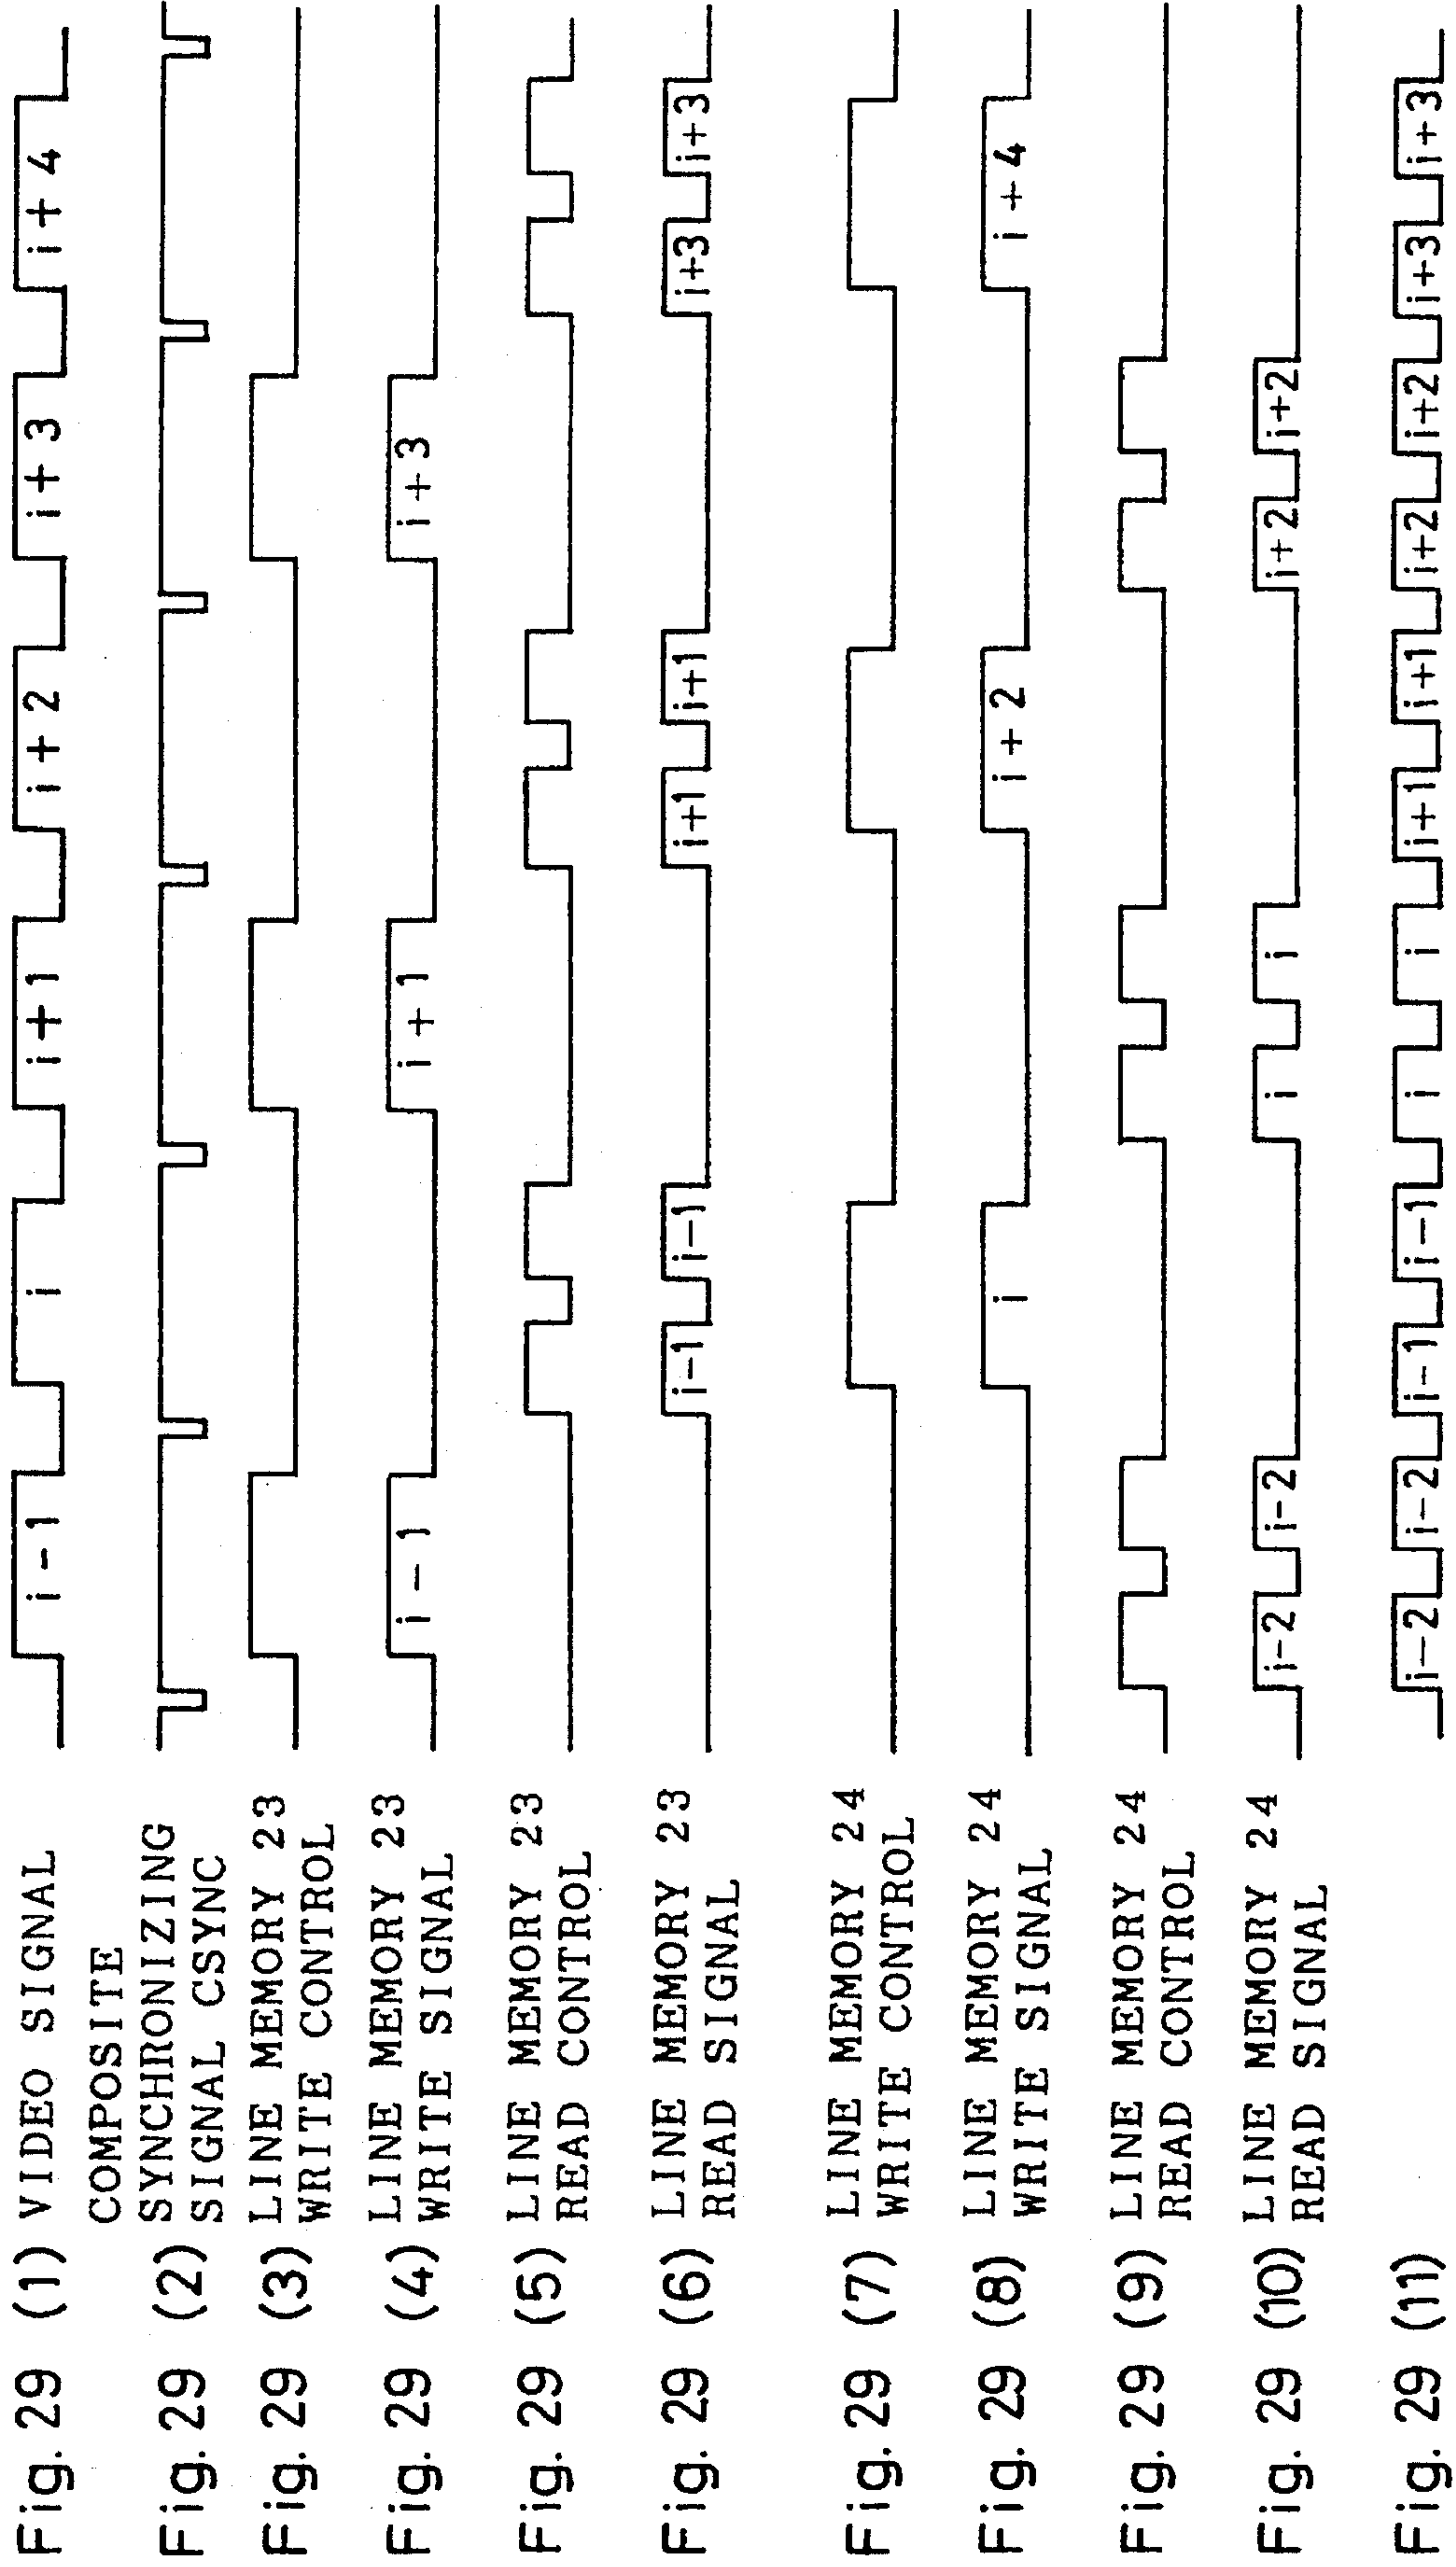 Fig. 29 (1) VIDEO SIGNAL
i-1 i i+1 i+2 i+3 i+4
COMPOSITE
Fig. 29 (2) SYNCHRONIZING
SIGNAL CSYNC
Fig. 29 (3) LINE MEMORY 23
WRITE CONTROL
Fig. 29 (4) LINE MEMORY 23
WRITE SIGNAL
i-1 i+1 i+3
Fig. 29 (5) LINE MEMORY 23
READ CONTROL
Fig. 29 (6) LINE MEMORY 23
READ SIGNAL
i-1 i-1 i+1 i+1 i+3 i+3
Fig. 29 (7) LINE MEMORY 24
WRITE CONTROL
Fig. 29 (8) LINE MEMORY 24
WRITE SIGNAL
i i+2 i+4
Fig. 29 (9) LINE MEMORY 24
READ CONTROL
Fig. 29 (10) LINE MEMORY 24
READ SIGNAL
i-2 i-2 i i i+2 i+2
Fig. 29 (11)
i-2 i-2 i-1 i-1 i i i+1 i+1 i+2 i+2 i+3 i+3